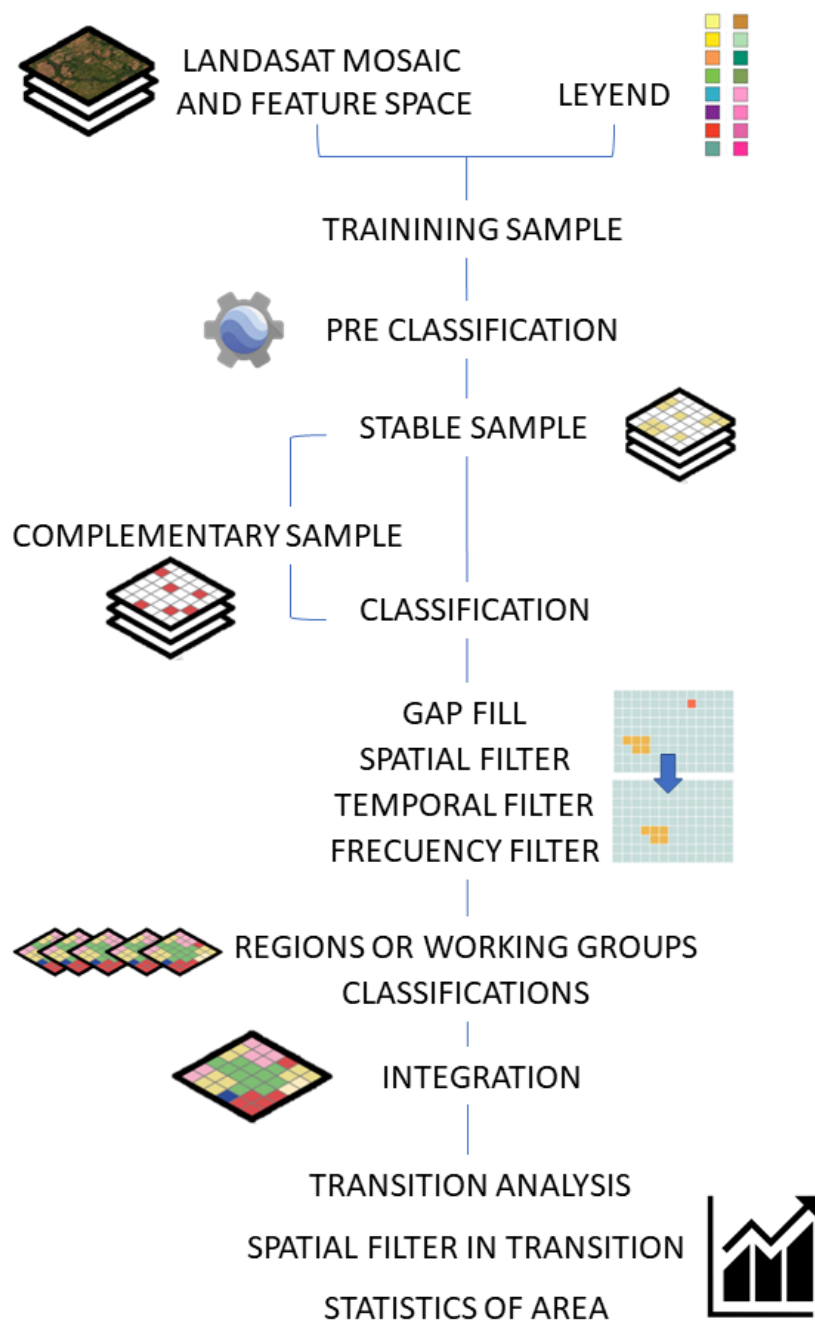 LANDASAT MOSAIC
AND FEATURE SPACE
LEYEND
TRAINING SAMPLE
PRE CLASSIFICATION
STABLE SAMPLE
COMPLEMENTARY SAMPLE
CLASSIFICATION
GAP FILL
SPATIAL FILTER
TEMPORAL FILTER
FRECUENCY FILTER
REGIONS OR WORKING GROUPS
CLASSIFICATIONS
INTEGRATION
TRANSITION ANALYSIS
SPATIAL FILTER IN TRANSITION
STATISTICS OF AREA